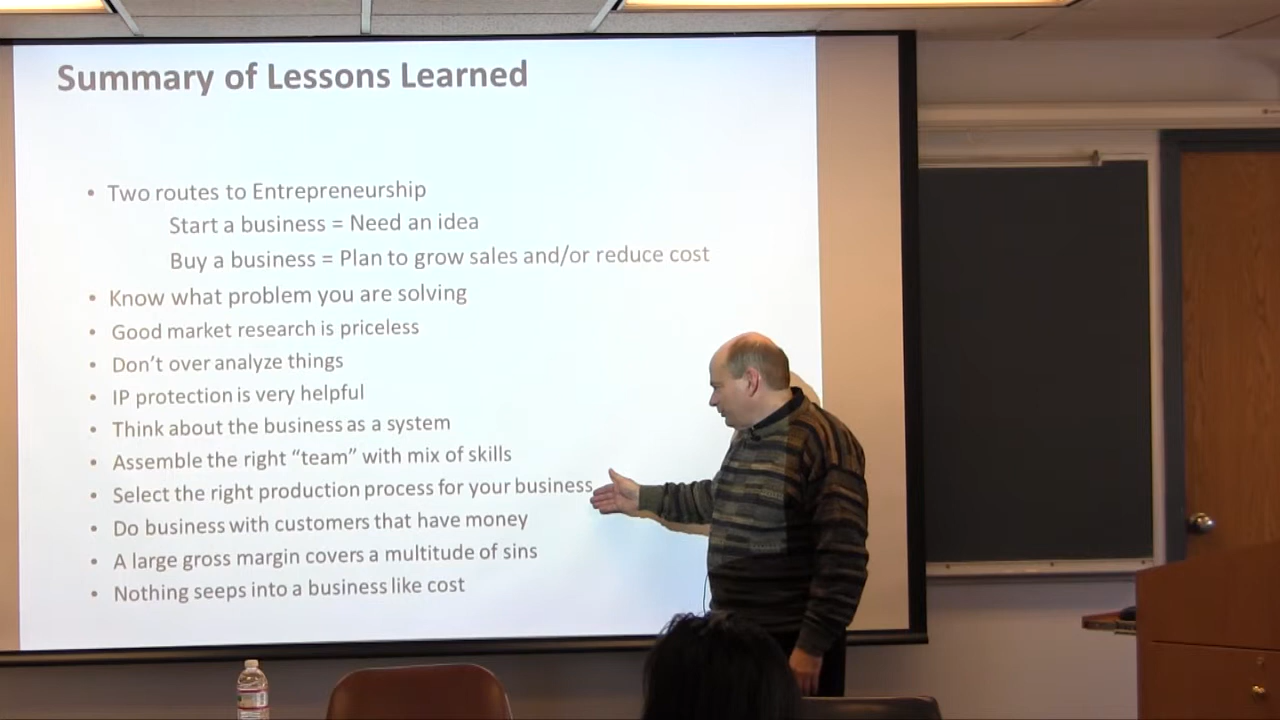 Summary of Lessons Learned
• Two routes to Entrepreneurship
Start a business = Need an idea
Buy a business = Plan to grow sales and/or reduce cost
• Know what problem you are solving
• Good market research is priceless
• Don't over analyze things
• IP protection is very helpful
• Think about the business as a system
• Assemble the right “team” with mix of skills
• Select the right production process for your business
• Do business with customers that have money
• A large gross margin covers a multitude of sins
• Nothing seeps into a business like cost